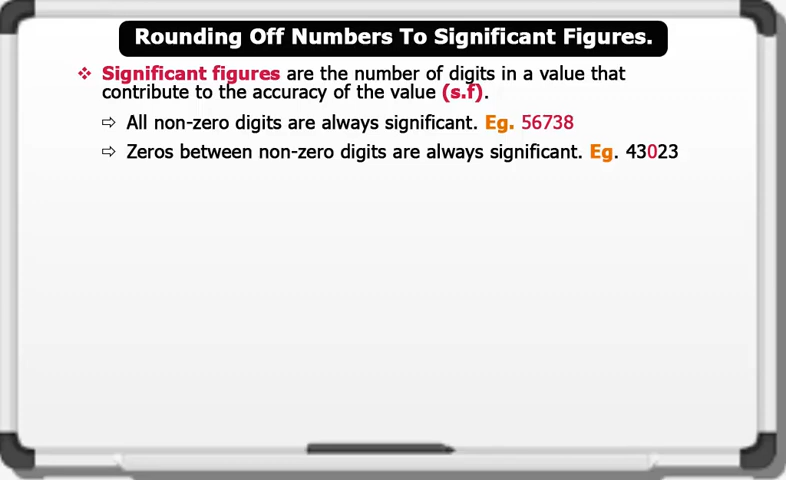 Rounding Off Numbers To Significant Figures.
❖ Significant figures are the number of digits in a value that
contribute to the accuracy of the value (s.f).
⇨ All non-zero digits are always significant. Eg. 56738
⇨ Zeros between non-zero digits are always significant. Eg. 43023